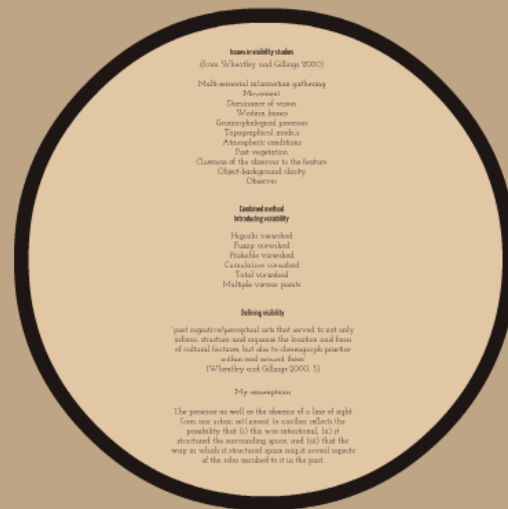 Issues in visibility studies
(from Wheatley and Gillings 2000)
Multi-sensorial information gathering
Movement
Dominance of vision
Western biases
Geomorphological processes
Topographical models
Atmospheric conditions
Past vegetation
Clearness of the observer to the feature
Object-background clarity
Observer
Combined method
introducing variability
Higuchi viewshed
Fuzzy viewshed
Probable viewshed
Cumulative viewshed
Total viewshed
Multiple viewer points
Defining visibility
"past cognitive/perceptual acts that served to not only
inform, structure and organise the location and form
of cultural features, but also to choreograph practice
within and around them"
(Wheatley and Gillings 2000, 3)
My assumptions
The presence as well as the absence of a line of sight
from one urban settlement to another reflects the
possibility that (i) this was intentional, (ii) it
structured the surrounding space, and (iii) that the
way in which it structured space might reveal aspects
of the roles ascribed to it in the past.